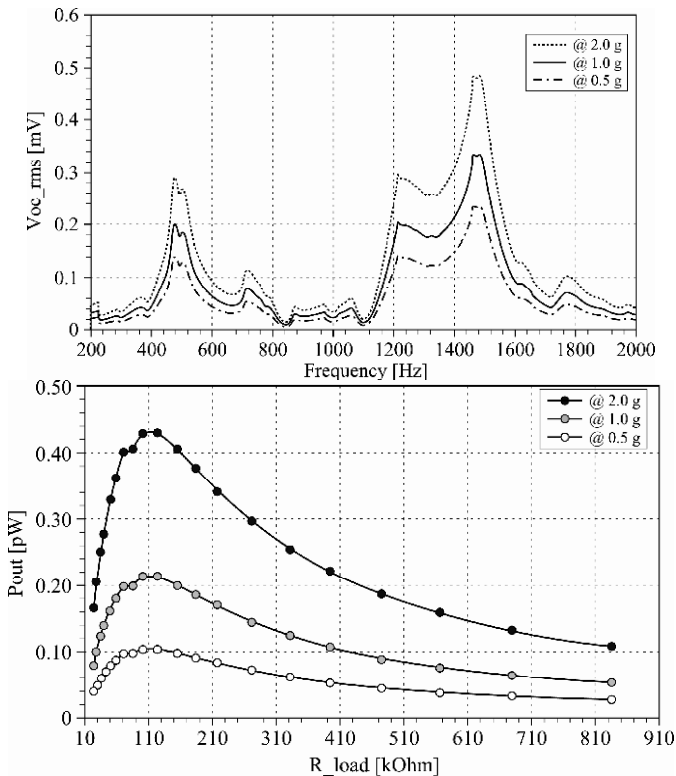 0.6
0.5
0.4
0.3
0.2
0.1
0
Voc_rms [mV]
@ 2.0 g
@ 1.0 g
@ 0.5 g
200 400 600 800 1000 1200 1400 1600 1800 2000
Frequency [Hz]
0.50
0.40
0.30
0.20
0.10
0
Pout [pW]
@ 2.0 g
@ 1.0 g
@ 0.5 g
10 110 210 310 410 510 610 710 810 910
R_load [kOhm]